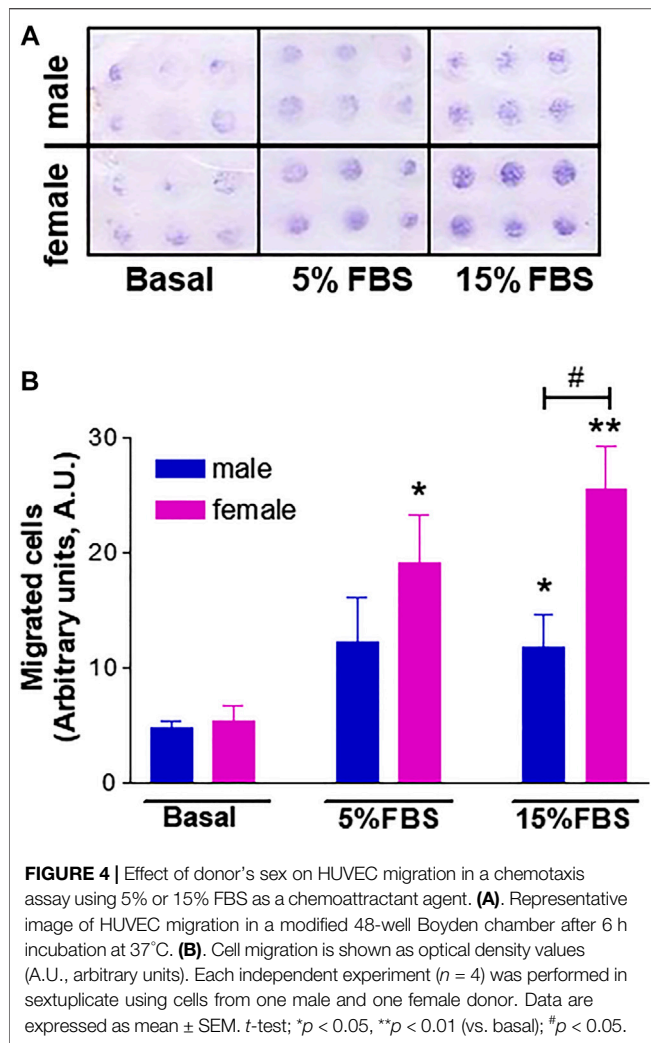 A
male
female
Basal 5% FBS 15% FBS
B
Migrated cells
(Arbitrary units, A.U.)
30
20
10
0
male
female
*
*
#
**
Basal 5%FBS 15%FBS
FIGURE 4 | Effect of donor's sex on HUVEC migration in a chemotaxis
assay using 5% or 15% FBS as a chemoattractant agent. (A). Representative
image of HUVEC migration in a modified 48-well Boyden chamber after 6 h
incubation at 37°C. (B). Cell migration is shown as optical density values
(A.U., arbitrary units). Each independent experiment (n = 4) was performed in
sextuplicate using cells from one male and one female donor. Data are
expressed as mean ± SEM. t-test; *p < 0.05, **p < 0.01 (vs. basal); #p < 0.05.